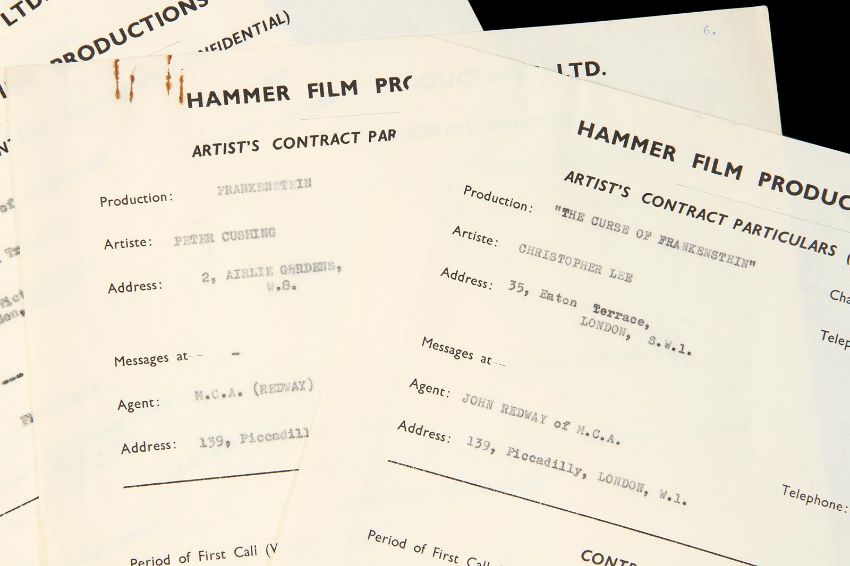 LTD.
PRODUCTIONS
NFIDENTIAL)
6.
HAMMER FILM PRO
LTD.
ARTIST'S CONTRACT PAR
Production: FRANKENSTEIN
Artiste: PETER CUSHING
Address: 2, AIRLIE GARDENS,
W.8.
Messages at - -
Agent: M.C.A. (REDWAY)
Address: 139, Piccadill
Period of First Call (V
HAMMER FILM PRODUC
ARTIST'S CONTRACT PARTICULARS (
Production: "THE CURSE OF FRANKENSTEIN"
Artiste: CHRISTOPHER LEE
Cha
Address: 35, Eaton Terrace,
LONDON, S.W.1.
Telep
Messages at
Agent: JOHN REDWAY of M.C.A.
Address: 139, Piccadilly, LONDON, W.1.
Telephone:
Period of First Call
CONT